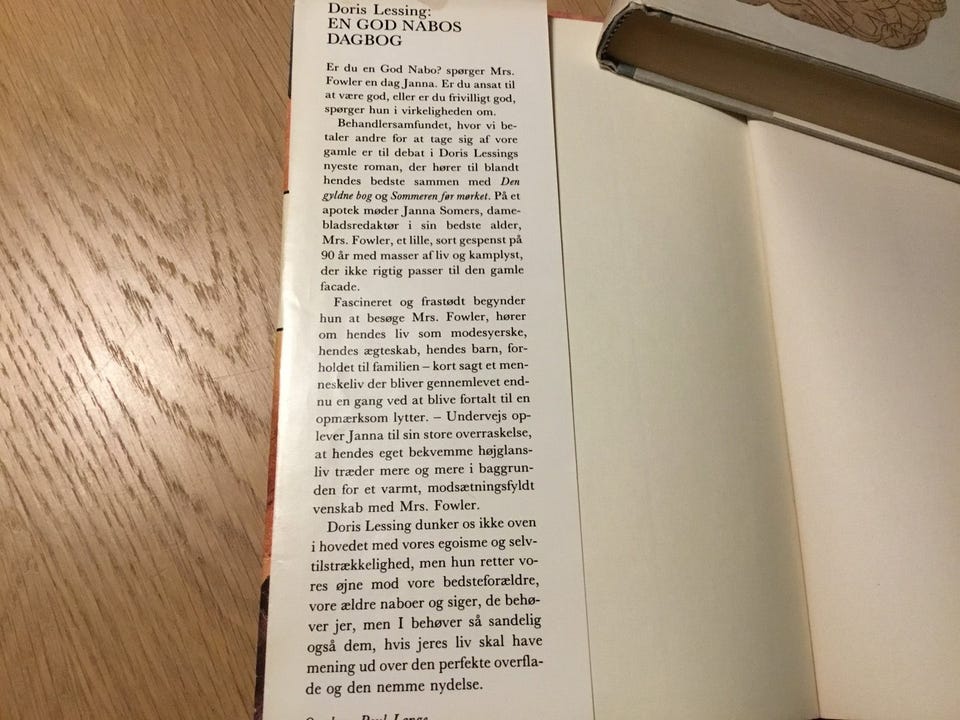 Doris Lessing:
EN GOD NABOS
DAGBOG
Er du en God Nabo? spørger Mrs.
Fowler en dag Janna. Er du ansat til
at være god, eller er du frivilligt god,
spørger hun i virkeligheden om.
Behandlersamfundet, hvor vi be-
taler andre for at tage sig af vore
gamle er til debat i Doris Lessings
nyeste roman, der hører til blandt
hendes bedste sammen med Den
gyldne bog og Sommeren før mørket. På et
apotek møder Janna Somers, dame-
bladsredaktør i sin bedste alder,
Mrs. Fowler, et lille, sort gespenst på
90 år med masser af liv og kamplyst,
der ikke rigtig passer til den gamle
facade.
Fascineret og frastødt begynder
hun at besøge Mrs. Fowler, hører
om hendes liv som modesyerske,
hendes ægteskab, hendes barn, for-
holdet til familien – kort sagt et men-
neskeliv der bliver gennemlevet end-
nu en gang ved at blive fortalt til en
opmærksom lytter. – Undervejs op-
lever Janna til sin store overraskelse,
at hendes eget bekvemme højglans-
liv træder mere og mere i baggrun-
den for et varmt, modsætningsfyldt
venskab med Mrs. Fowler.
Doris Lessing dunker os ikke oven
i hovedet med vores egoisme og selv-
tilstrækkelighed, men hun retter vo-
res øjne mod vore bedsteforældre,
vore ældre naboer og siger, de behø-
ver jer, men I behøver så sandelig
også dem, hvis jeres liv skal have
mening ud over den perfekte overfla-
de og den nemme nydelse.